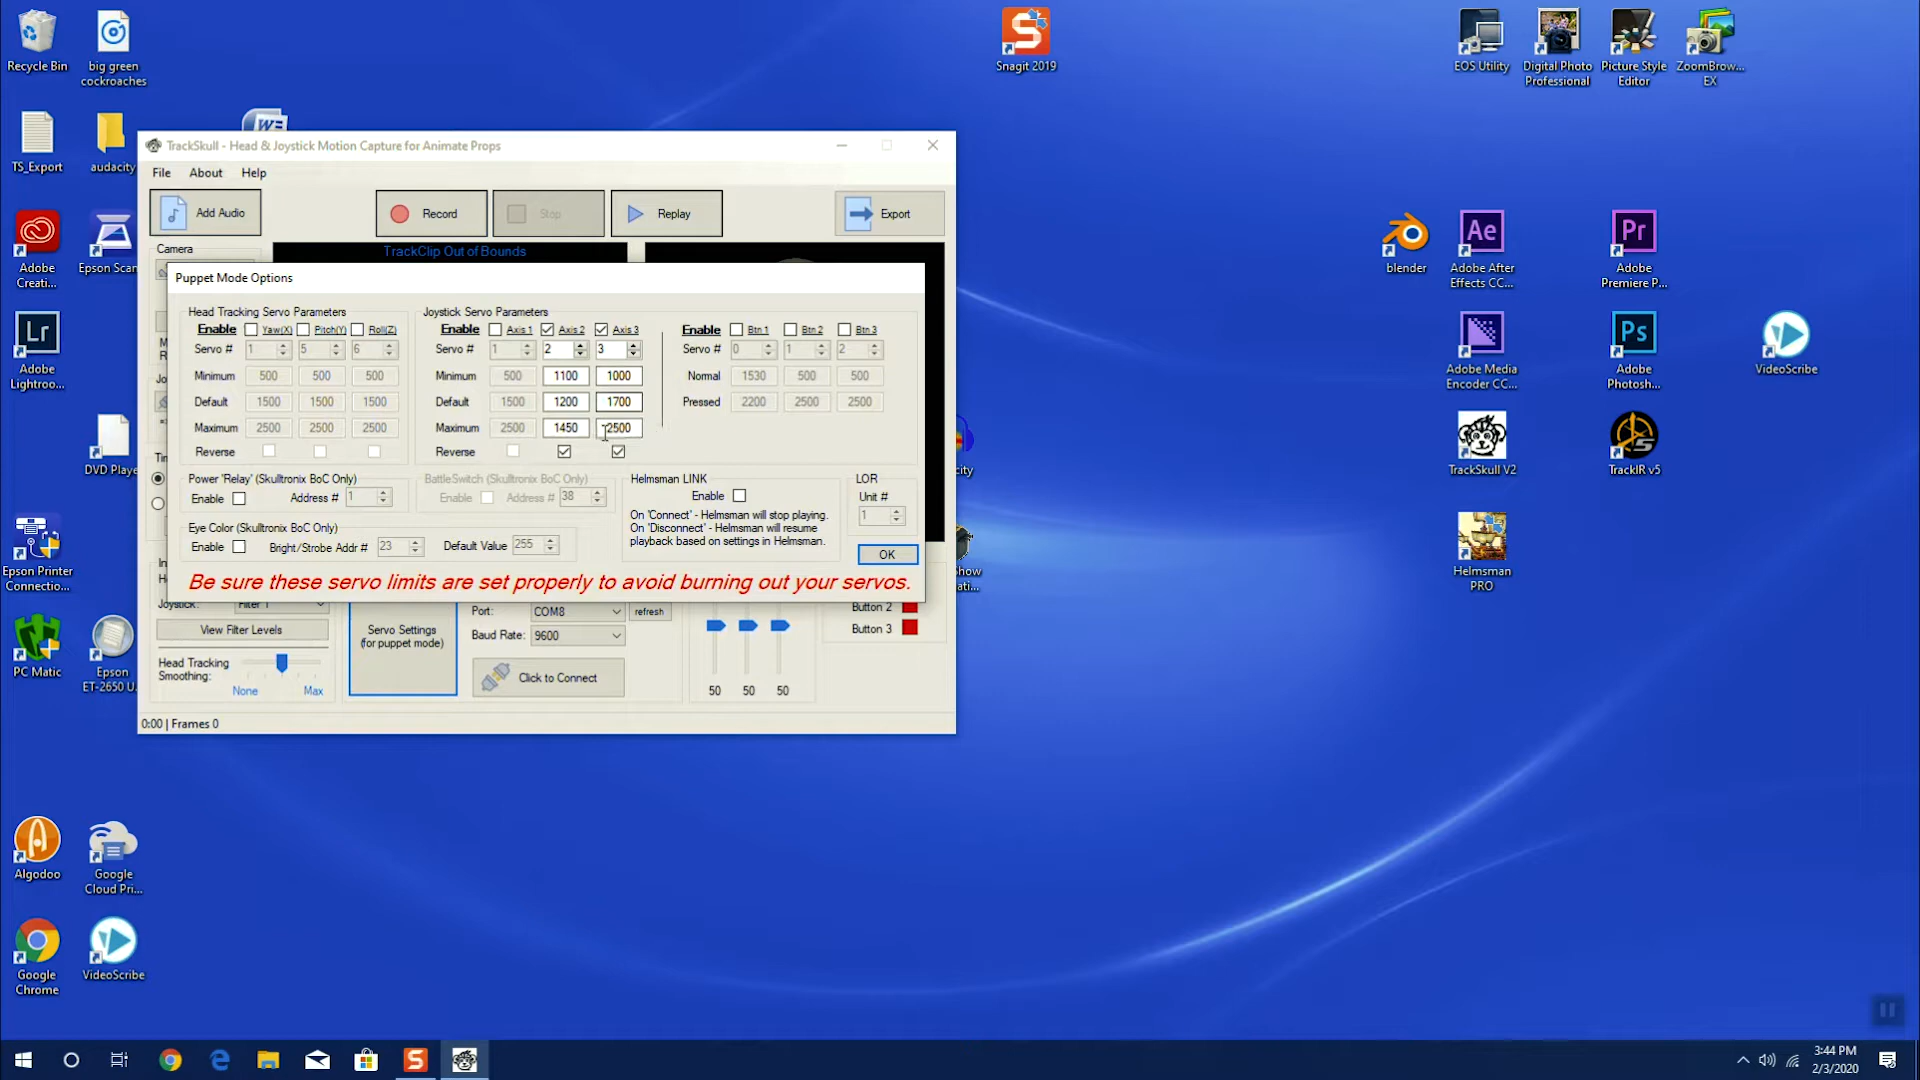 Recycle Bin
big green
cockroaches
TS_Export
audacity
Adobe
Creati...
Epson Scan
Adobe
Lightroo...
DVD Playe
Epson Printer
Connectio...
PC Matic
Epson
ET-2650 U...
Algodoo
Google
Cloud Pri...
Google
Chrome
VideoScribe
Snagit 2019
EOS Utility
Digital Photo
Professional
Picture Style
Editor
ZoomBrow...
EX
blender
Adobe After
Effects CC...
Adobe
Premiere P...
Adobe Media
Encoder CC...
Adobe
Photosh...
VideoScribe
TrackSkull V2
TrackIR v5
Helmsman
PRO
TrackSkull - Head & Joystick Motion Capture for Animate Props
File About Help
Add Audio Record Stop Replay Export
Camera
TrackClip Out of Bounds
Puppet Mode Options
Head Tracking Servo Parameters
Enable Yaw(X) Pitch(Y) Roll(Z)
Servo # 1 5 6
Minimum 500 500 500
Default 1500 1500 1500
Maximum 2500 2500 2500
Reverse
Joystick Servo Parameters
Enable Axis 1 Axis 2 Axis 3
Servo # 1 2 3
Minimum 500 1100 1000
Default 1500 1200 1700
Maximum 2500 1450 2500
Reverse
Enable Btn 1 Btn 2 Btn 3
Servo # 0 1 2
Normal 1530 500 500
Pressed 2200 2500 2500
Power 'Relay' (Skulltronix BoC Only)
Enable Address # 1
BattleSwitch (Skulltronix BoC Only)
Enable Address # 38
Eye Color (Skulltronix BoC Only)
Enable Bright/Strobe Addr # 23 Default Value 255
Helmsman LINK
Enable
On 'Connect' - Helmsman will stop playing.
On 'Disconnect' - Helmsman will resume
playback based on settings in Helmsman.
LOR
Unit #
1
OK
Be sure these servo limits are set properly to avoid burning out your servos.
Joystick: Filter 1
View Filter Levels
Head Tracking
Smoothing:
None Max
Servo Settings
(for puppet mode)
Port: COM8 refresh
Baud Rate: 9600
Click to Connect
50 50 50
Button 2
Button 3
0:00 | Frames 0
3:44 PM
2/3/2020